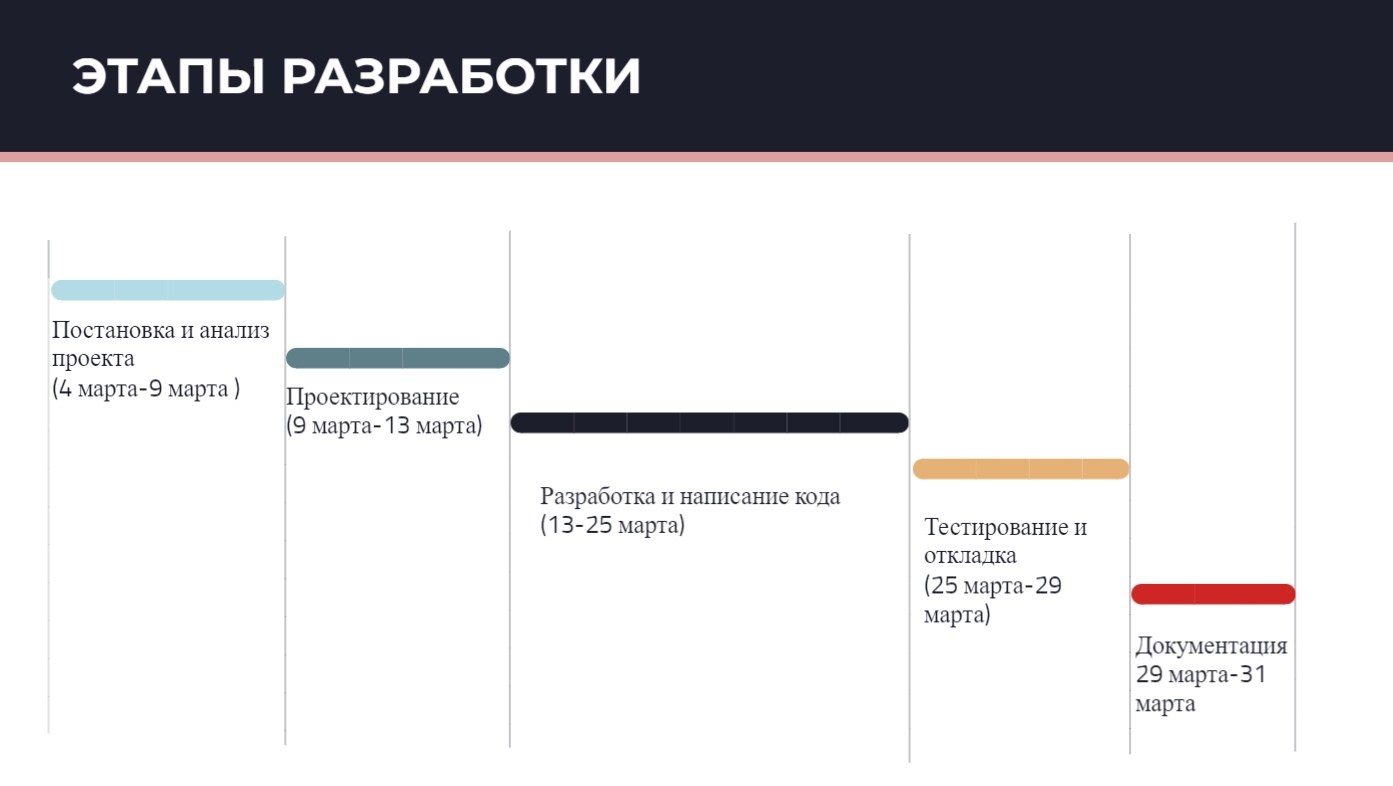 ЭТАПЫ РАЗРАБОТКИ
Постановка и анализ
проекта
(4 марта-9 марта )
Проектирование
(9 марта-13 марта)
Разработка и написание кода
(13-25 марта)
Тестирование и
откладка
(25 марта-29
марта)
Документация
29 марта-31
марта